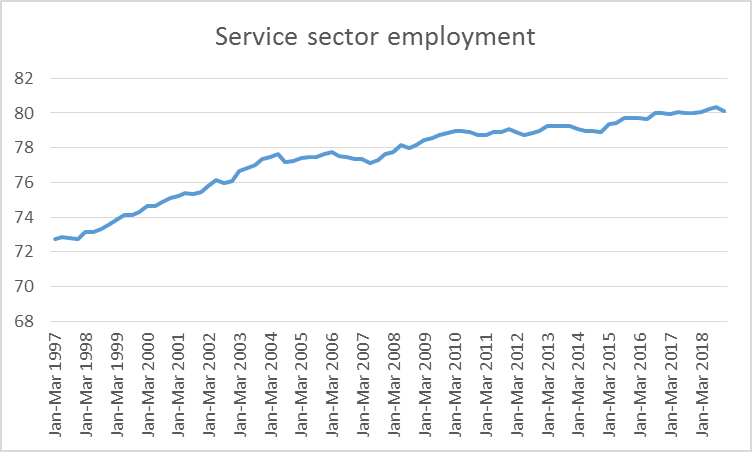 Service sector employment
82
80
78
76
74
72
70
68
Jan-Mar 1997
Jan-Mar 1998
Jan-Mar 1999
Jan-Mar 2000
Jan-Mar 2001
Jan-Mar 2002
Jan-Mar 2003
Jan-Mar 2004
Jan-Mar 2005
Jan-Mar 2006
Jan-Mar 2007
Jan-Mar 2008
Jan-Mar 2009
Jan-Mar 2010
Jan-Mar 2011
Jan-Mar 2012
Jan-Mar 2013
Jan-Mar 2014
Jan-Mar 2015
Jan-Mar 2016
Jan-Mar 2017
Jan-Mar 2018